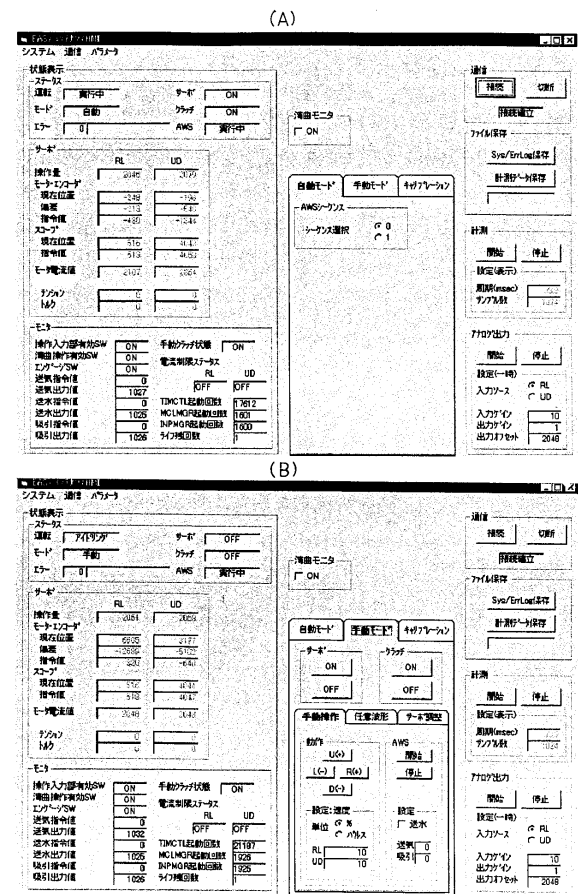 (A)
システム 通信 パラメータ
状態表示
ステータス
運転 実行中 サーボ ON
モード 自動 クラッチ ON
エラー 0 AWS 実行中
サーボ
RL UD
操作量 2046
モータ・エンコーダ
現在位置
偏差
指令値
スコープ
現在位置 516
指令値 513
モータ電流値 2107
テンション 0 0
トルク 0 0
モニタ
操作入力部有効SW ON
湾曲操作有効SW ON
エンゲージSW ON
送気指令値 0
送気出力値 1027
送水指令値 0
送水出力値 1025
吸引指令値 0
吸引出力値 1026
手動クラッチ状態 ON
電流制限ステータス
RL UD
OFF OFF
TIMCTL起動回数 17612
MCLMGR起動回数 1601
INPMGR起動回数 1600
ライフ残回数 1
湾曲モニタ
ON
自動モード 手動モード キャリブレーション
AWSシーケンス
シーケンス選択 0
1
通信
接続 切断
接続確立
ファイル保存
Sys/ErrLog保存
計測データ保存
計測
開始 停止
設定(表示)
周期(msec)
サンプル数 1024
アナログ出力
開始 停止
設定(一時)
入力ソース RL
UD
入力ゲイン 10
出力ゲイン 1
出力オフセット 2048
(B)
システム 通信 パラメータ
状態表示
ステータス
運転 アイドリング サーボ OFF
モード 手動 クラッチ OFF
エラー 0 AWS 実行中
サーボ
RL UD
操作量 2051
モータ・エンコーダ
現在位置
偏差
指令値
スコープ
現在位置
指令値
モータ電流値 2048
テンション 0 0
トルク 0 0
モニタ
操作入力部有効SW ON
湾曲操作有効SW ON
エンゲージSW ON
送気指令値 0
送気出力値 1032
送水指令値 0
送水出力値 1025
吸引指令値 0
吸引出力値 1026
手動クラッチ状態 ON
電流制限ステータス
RL UD
OFF OFF
TIMCTL起動回数 21187
MCLMGR起動回数 1926
INPMGR起動回数 1925
ライフ残回数 1
湾曲モニタ
ON
自動モード 手動モード キャリブレーション
サーボ クラッチ
ON ON
OFF OFF
手動操作 任意波形 サーボ調整
動作
U(+)
L(-) R(+)
D(-)
設定:速度
単位 %
パルス
RL 10
UD 10
AWS
開始
停止
設定
送水
送気 0
吸引 0
通信
接続 切断
接続確立
ファイル保存
Sys/ErrLog保存
計測データ保存
計測
開始 停止
設定(表示)
周期(msec)
サンプル数 1024
アナログ出力
開始 停止
設定(一時)
入力ソース RL
UD
入力ゲイン 10
出力ゲイン 1
出力オフセット 2048